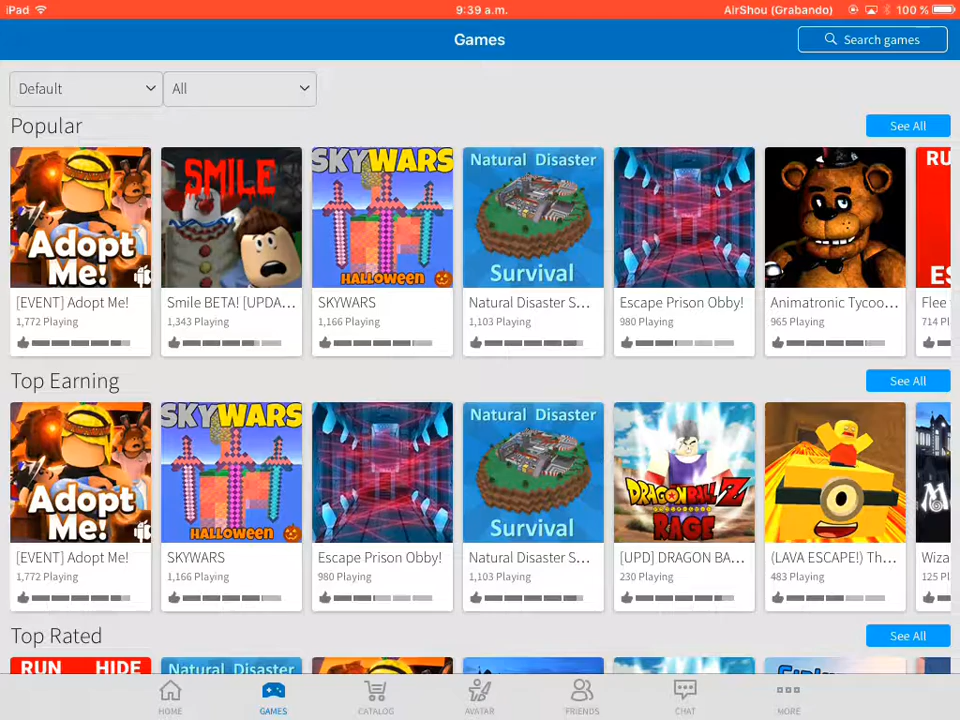 iPad 9:39 a.m. AirShou (Grabando) 100 %
Games
Search games
Default All
Popular See All
Adopt Me!
SMILE
SKYWARS HALLOWEEN
Natural Disaster Survival
RU
ES
[EVENT] Adopt Me! Smile BETA! [UPDA... SKYWARS Natural Disaster S... Escape Prison Obby! Animatronic Tycoo... Flee
1,772 Playing 1,343 Playing 1,166 Playing 1,103 Playing 980 Playing 965 Playing 714 Pl
Top Earning See All
Adopt Me!
SKYWARS HALLOWEEN
Natural Disaster Survival
DRAGONBALL Z RAGE
[EVENT] Adopt Me! SKYWARS Escape Prison Obby! Natural Disaster S... [UPD] DRAGON BA... (LAVA ESCAPE!) Th... Wiza
1,772 Playing 1,166 Playing 980 Playing 1,103 Playing 230 Playing 483 Playing 125 Pl
Top Rated See All
RUN HIDE Natural Disaster
HOME GAMES CATALOG AVATAR FRIENDS CHAT MORE